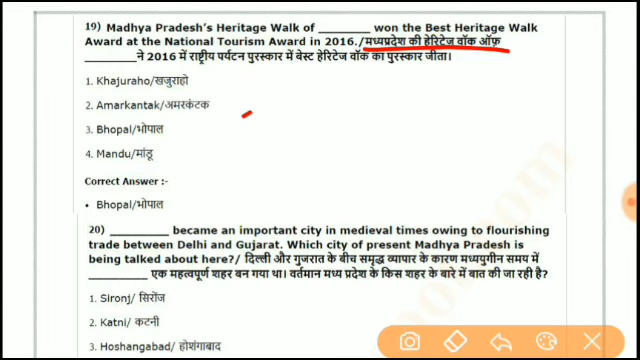 19) Madhya Pradesh's Heritage Walk of ________ won the Best Heritage Walk
Award at the National Tourism Award in 2016./मध्यप्रदेश की हेरिटेज वॉक ऑफ़
________ने 2016 में राष्ट्रीय पर्यटन पुरस्कार में बेस्ट हेरिटेज वॉक का पुरस्कार जीता।
1. Khajuraho/खजुराहो
2. Amarkantak/अमरकंटक
3. Bhopal/भोपाल
4. Mandu/मांडू
Correct Answer :-
• Bhopal/भोपाल
20) ________ became an important city in medieval times owing to flourishing
trade between Delhi and Gujarat. Which city of present Madhya Pradesh is
being talked about here?/ दिल्ली और गुजरात के बीच समृद्ध व्यापार के कारण मध्ययुगीन समय में
________ एक महत्वपूर्ण शहर बन गया था। वर्तमान मध्य प्रदेश के किस शहर के बारे में बात की जा रही है?
1. Sironj/ सिरोंज
2. Katni/ कटनी
3. Hoshangabad/ होशंगाबाद